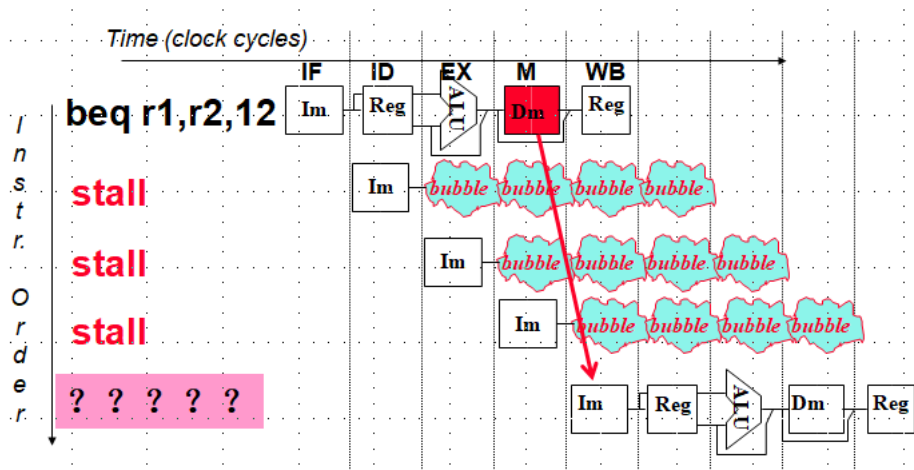 Time (clock cycles)
IF ID EX M WB
beq r1,r2,12 Im Reg ALU Dm Reg
Instr. Order
stall Im bubble bubble bubble bubble
stall Im bubble bubble bubble bubble
stall Im bubble bubble bubble bubble
? ? ? ? ? Im Reg ALU Dm Reg